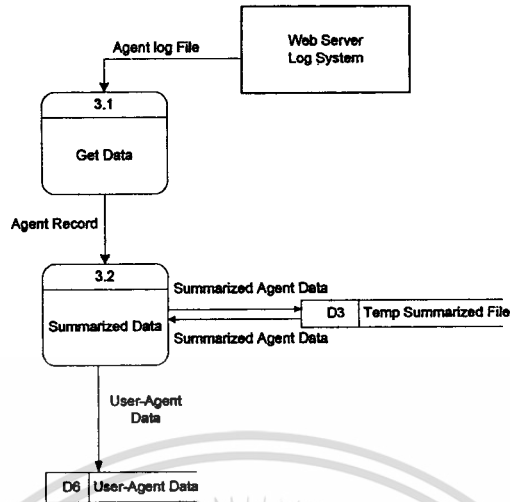 Web Server
Log System
Agent log File
3.1
Get Data
Agent Record
3.2
Summarized Data
Summarized Agent Data
D3 Temp Summarized File
Summarized Agent Data
User-Agent
Data
D6 User-Agent Data